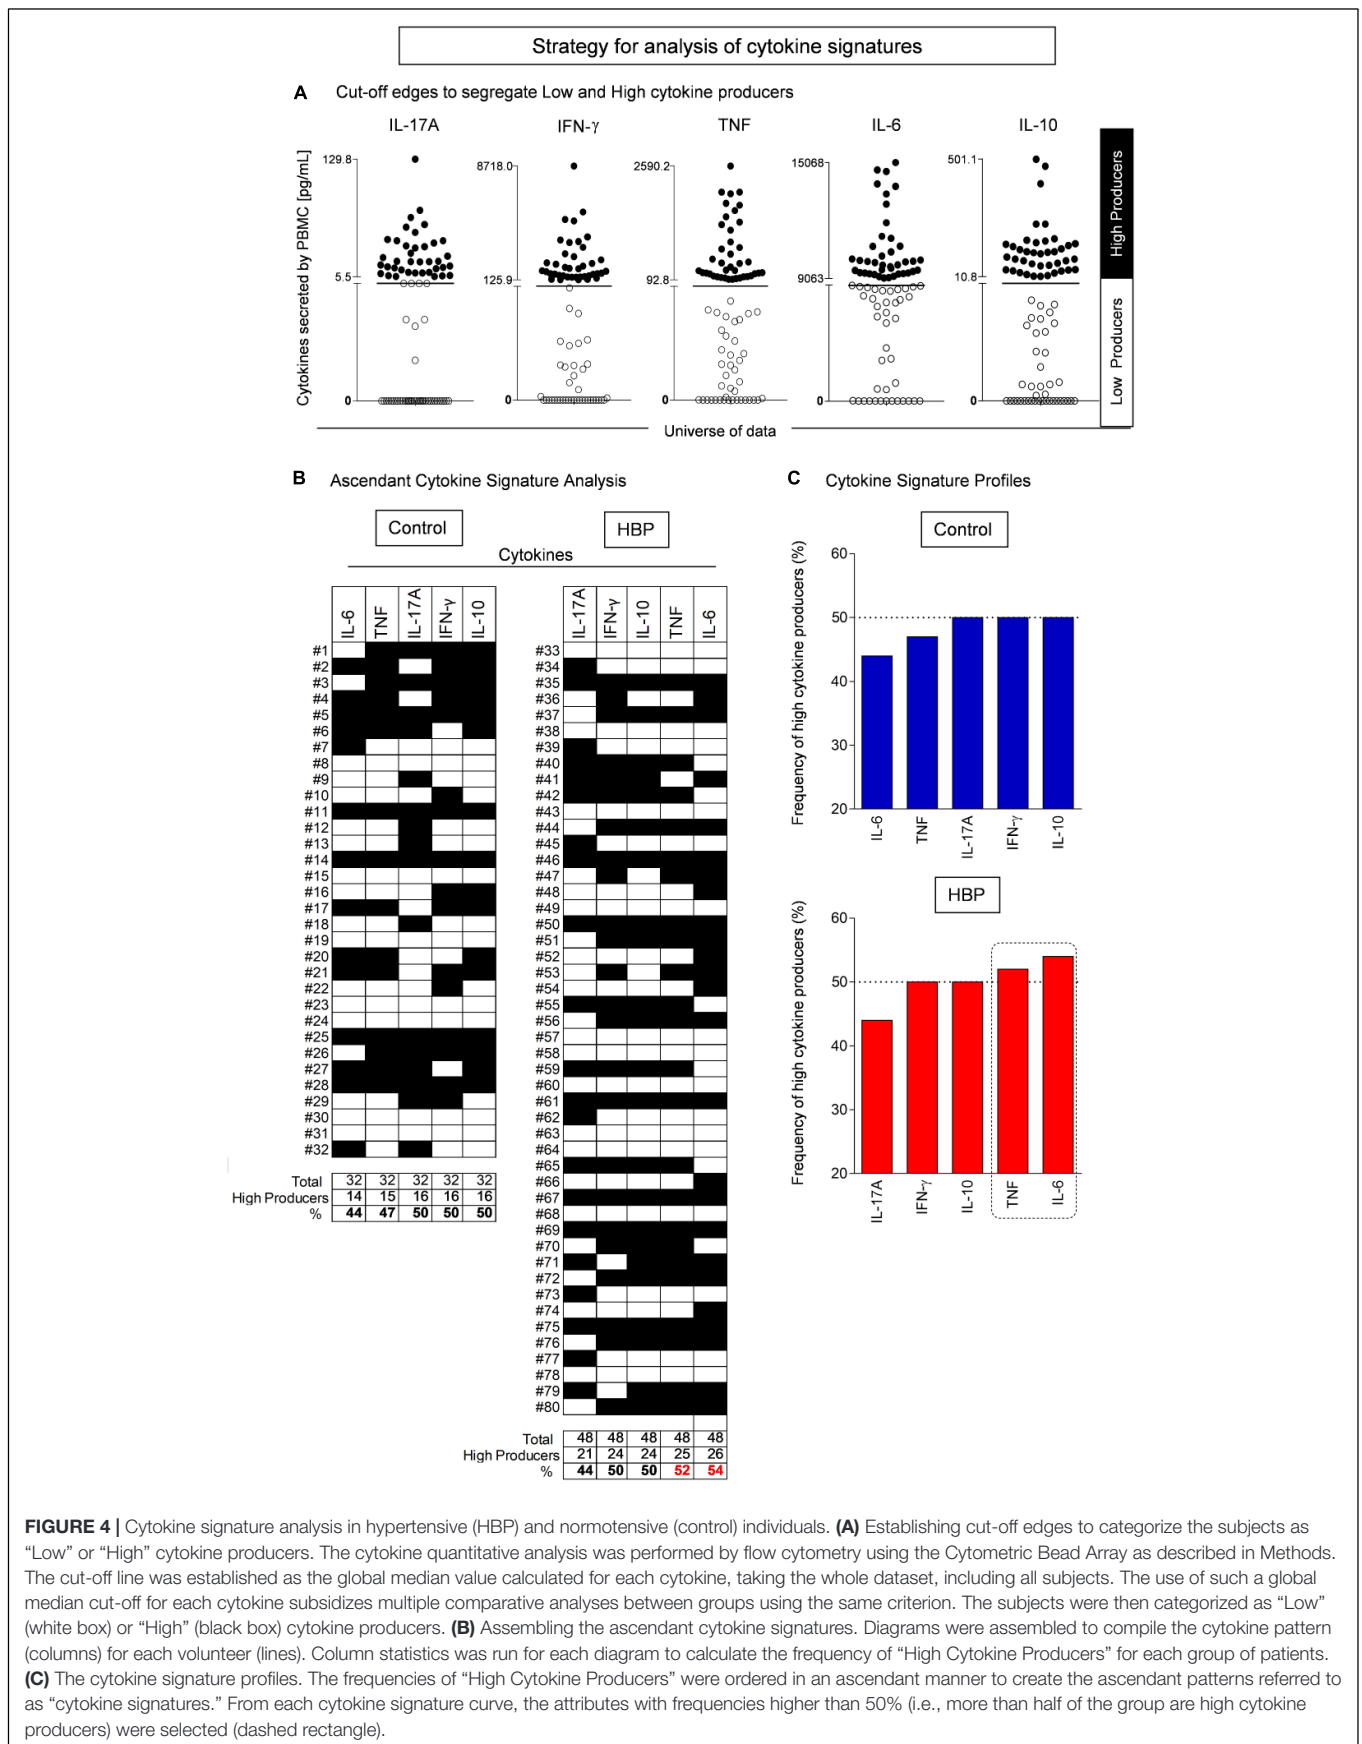 Strategy for analysis of cytokine signatures
A Cut-off edges to segregate Low and High cytokine producers
IL-17A IFN-γ TNF IL-6 IL-10
Cytokines secreted by PBMC [pg/mL]
129.8 8718.0 2590.2 15068 501.1
5.5 125.9 92.8 9063 10.8
0 0 0 0 0
High Producers
Low Producers
Universe of data
B Ascendant Cytokine Signature Analysis
Control HBP
Cytokines
IL-6 TNF IL-17A IFN-γ IL-10
#1
#2
#3
#4
#5
#6
#7
#8
#9
#10
#11
#12
#13
#14
#15
#16
#17
#18
#19
#20
#21
#22
#23
#24
#25
#26
#27
#28
#29
#30
#31
#32
Total 32 32 32 32 32
High Producers 14 15 16 16 16
% 44 47 50 50 50
IL-17A IFN-γ IL-10 TNF IL-6
#33
#34
#35
#36
#37
#38
#39
#40
#41
#42
#43
#44
#45
#46
#47
#48
#49
#50
#51
#52
#53
#54
#55
#56
#57
#58
#59
#60
#61
#62
#63
#64
#65
#66
#67
#68
#69
#70
#71
#72
#73
#74
#75
#76
#77
#78
#79
#80
Total 48 48 48 48 48
High Producers 21 24 24 25 26
% 44 50 50 52 54
C Cytokine Signature Profiles
Control
Frequency of high cytokine producers (%)
60
50
40
30
20
IL-6 TNF IL-17A IFN-γ IL-10
HBP
Frequency of high cytokine producers (%)
60
50
40
30
20
IL-17A IFN-γ IL-10 TNF IL-6
FIGURE 4 | Cytokine signature analysis in hypertensive (HBP) and normotensive (control) individuals. (A) Establishing cut-off edges to categorize the subjects as
“Low” or “High” cytokine producers. The cytokine quantitative analysis was performed by flow cytometry using the Cytometric Bead Array as described in Methods.
The cut-off line was established as the global median value calculated for each cytokine, taking the whole dataset, including all subjects. The use of such a global
median cut-off for each cytokine subsidizes multiple comparative analyses between groups using the same criterion. The subjects were then categorized as “Low”
(white box) or “High” (black box) cytokine producers. (B) Assembling the ascendant cytokine signatures. Diagrams were assembled to compile the cytokine pattern
(columns) for each volunteer (lines). Column statistics was run for each diagram to calculate the frequency of “High Cytokine Producers” for each group of patients.
(C) The cytokine signature profiles. The frequencies of “High Cytokine Producers” were ordered in an ascendant manner to create the ascendant patterns referred to
as “cytokine signatures.” From each cytokine signature curve, the attributes with frequencies higher than 50% (i.e., more than half of the group are high cytokine
producers) were selected (dashed rectangle).